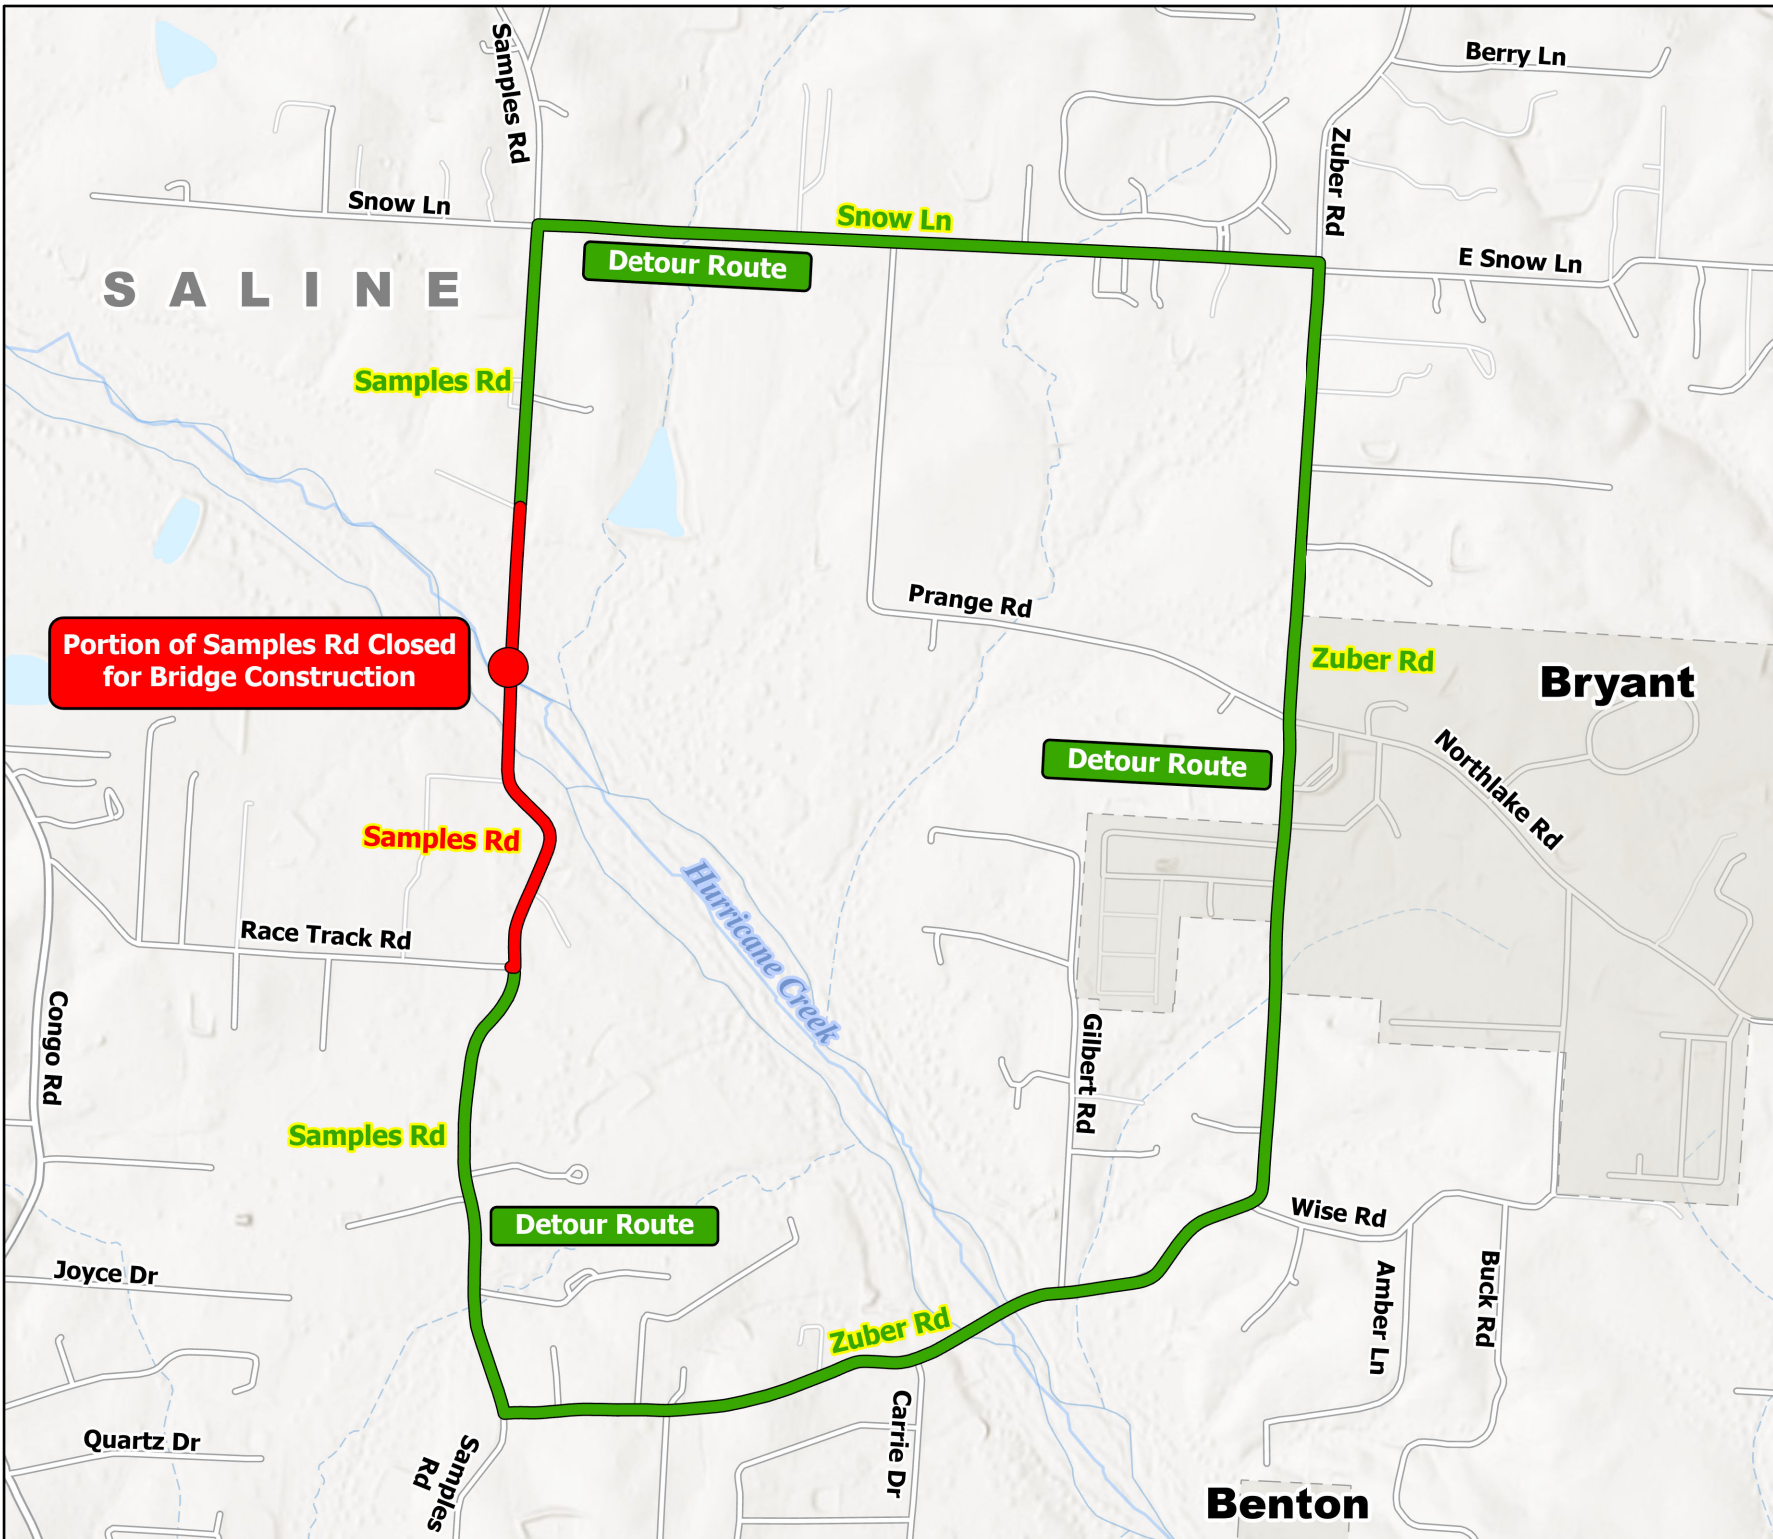 Samples Rd
Berry Ln
Zuber Rd
Snow Ln
Snow Ln
Detour Route
E Snow Ln
SALINE
Samples Rd
Prange Rd
Portion of Samples Rd Closed
for Bridge Construction
Zuber Rd
Bryant
Detour Route
Northlake Rd
Samples Rd
Hurricane Creek
Race Track Rd
Congo Rd
Gilbert Rd
Samples Rd
Detour Route
Wise Rd
Joyce Dr
Amber Ln
Buck Rd
Zuber Rd
Carrie Dr
Quartz Dr
Samples
Rd
Benton